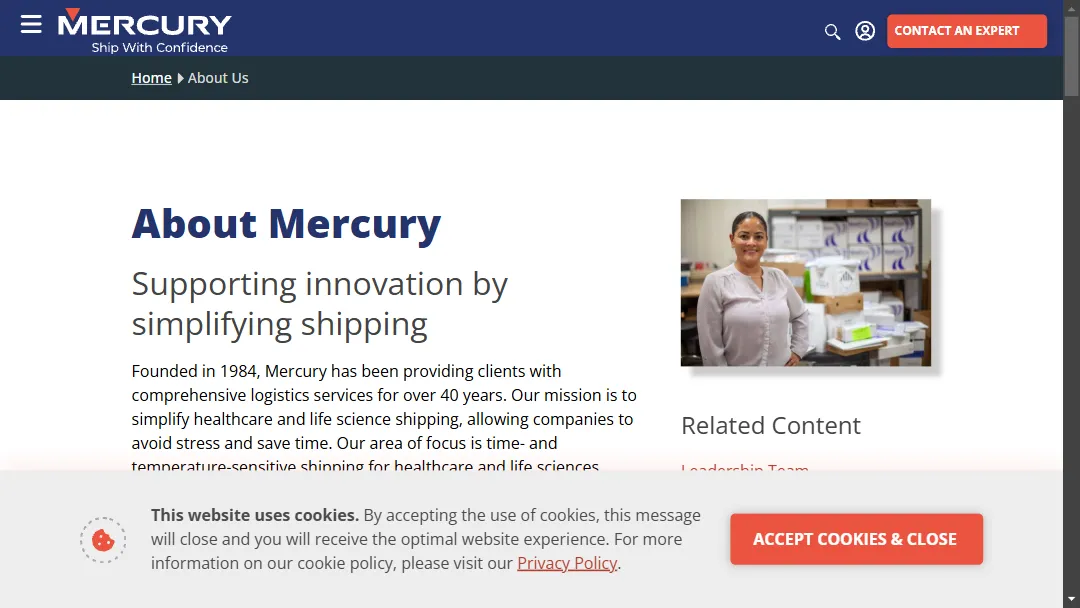 MERCURY
Ship With Confidence
CONTACT AN EXPERT
Home About Us
About Mercury
Supporting innovation by
simplifying shipping
Founded in 1984, Mercury has been providing clients with
comprehensive logistics services for over 40 years. Our mission is to
simplify healthcare and life science shipping, allowing companies to
avoid stress and save time. Our area of focus is time- and
temperature-sensitive shipping for healthcare and life sciences
Related Content
Leadership Team
This website uses cookies. By accepting the use of cookies, this message
will close and you will receive the optimal website experience. For more
information on our cookie policy, please visit our Privacy Policy.
ACCEPT COOKIES & CLOSE